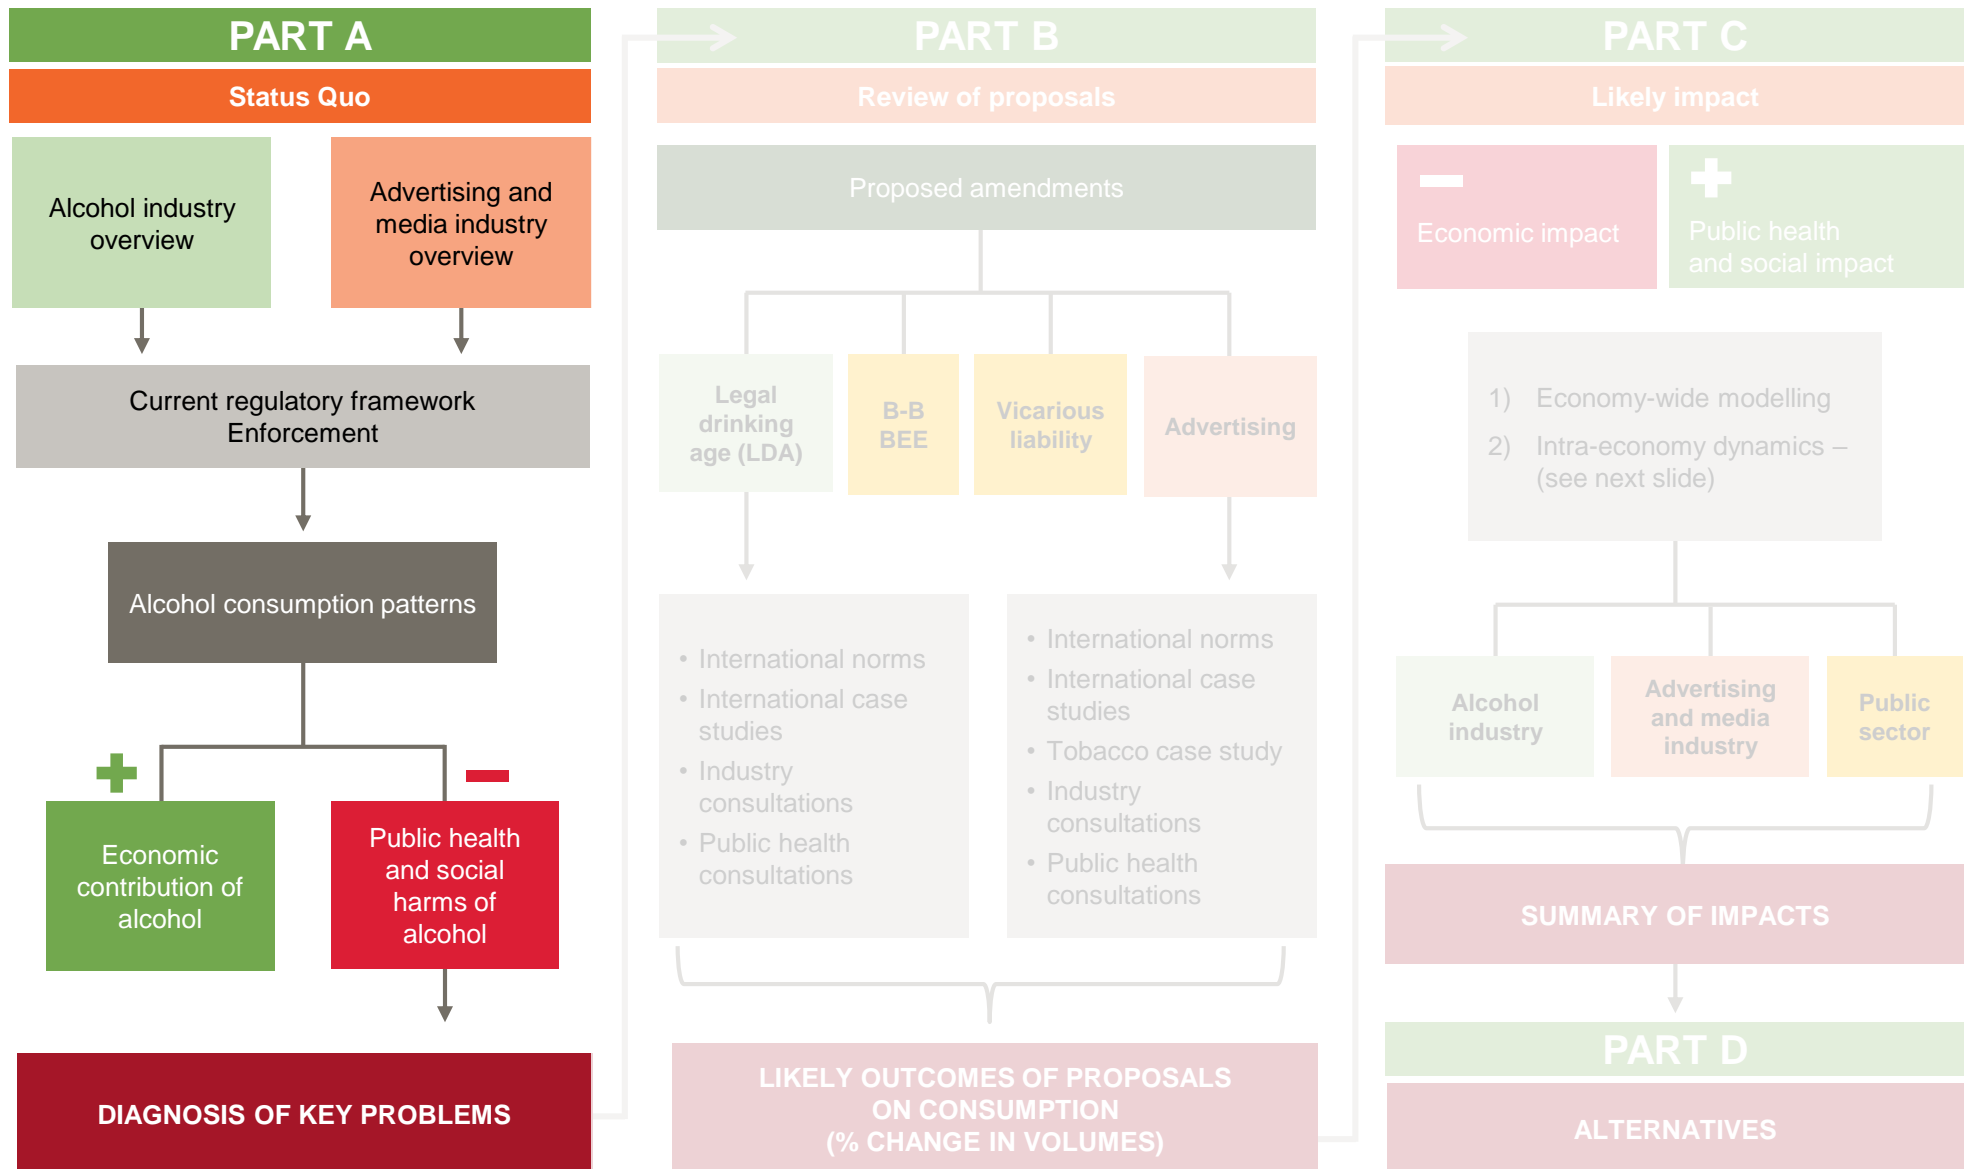 PART A
Status Quo
Alcohol industry
overview
Advertising and
media industry
overview
Current regulatory framework
Enforcement
Alcohol consumption patterns
Economic
contribution of
alcohol
Public health
and social
harms of
alcohol
DIAGNOSIS OF KEY PROBLEMS
PART B
Review of proposals
Proposed amendments
Legal
drinking
age (LDA)
B-B
BEE
Vicarious
liability
Advertising
• International norms
• International case
studies
• Industry
consultations
• Public health
consultations
• International norms
• International case
studies
• Tobacco case study
• Industry
consultations
• Public health
consultations
LIKELY OUTCOMES OF PROPOSALS
ON CONSUMPTION
(% CHANGE IN VOLUMES)
PART C
Likely impact
Economic impact
Public health
and social impact
1) Economy-wide modelling
2) Intra-economy dynamics –
(see next slide)
Alcohol
industry
Advertising
and media
industry
Public
sector
SUMMARY OF IMPACTS
PART D
ALTERNATIVES